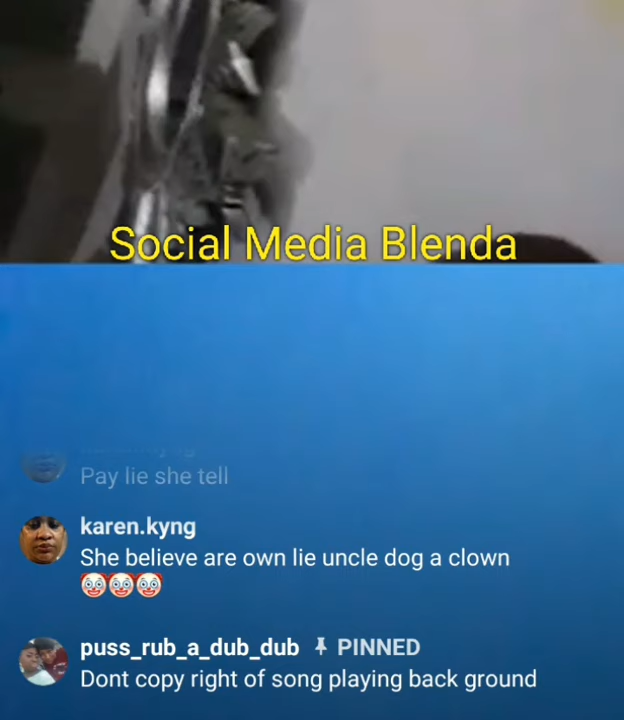 Social Media Blenda
Pay lie she tell
karen.kyng
She believe are own lie uncle dog a clown
🤡🤡🤡
puss_rub_a_dub_dub PINNED
Dont copy right of song playing back ground